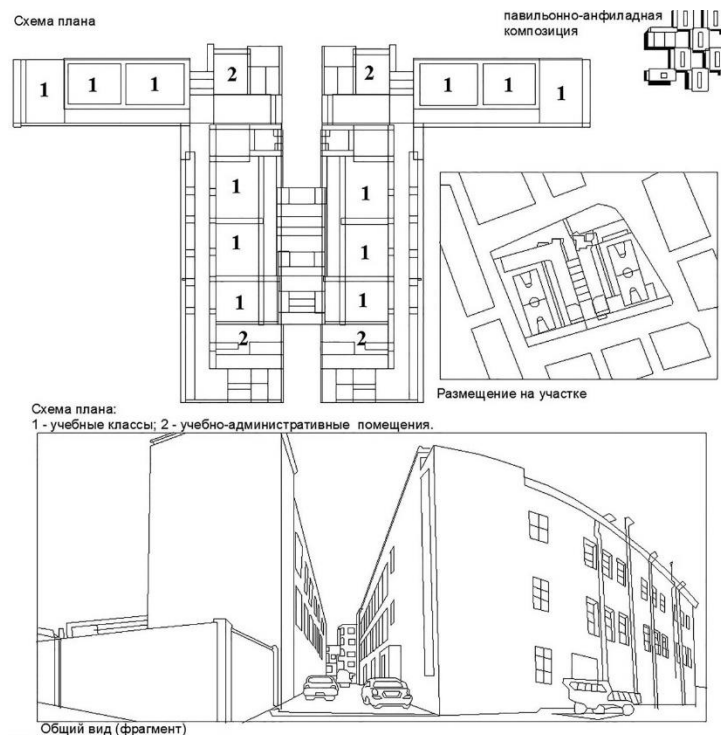 Схема плана
павильонно-анфиладная
композиция
1 1 1 2 2 1 1 1
1 1
1 1
1 1
2 2
Размещение на участке
Схема плана:
1 - учебные классы; 2 - учебно-административные помещения.
Общий вид (фрагмент)